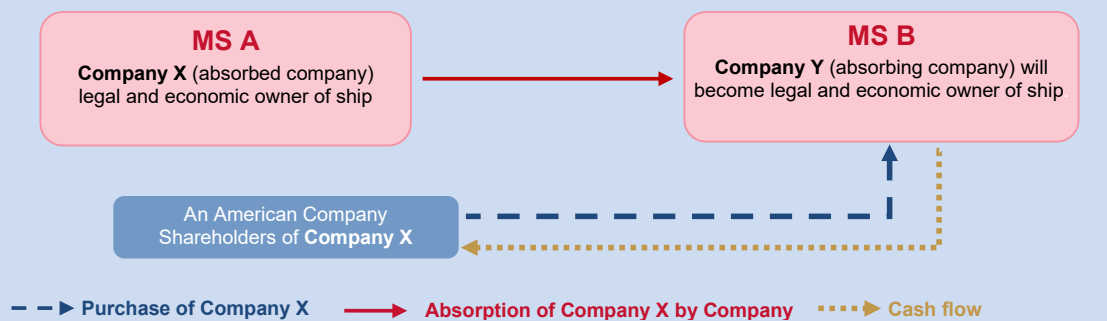 MS A
Company X (absorbed company)
legal and economic owner of ship
MS B
Company Y (absorbing company) will
become legal and economic owner of ship.
An American Company
Shareholders of Company X
Purchase of Company X
Absorption of Company X by Company
Cash flow